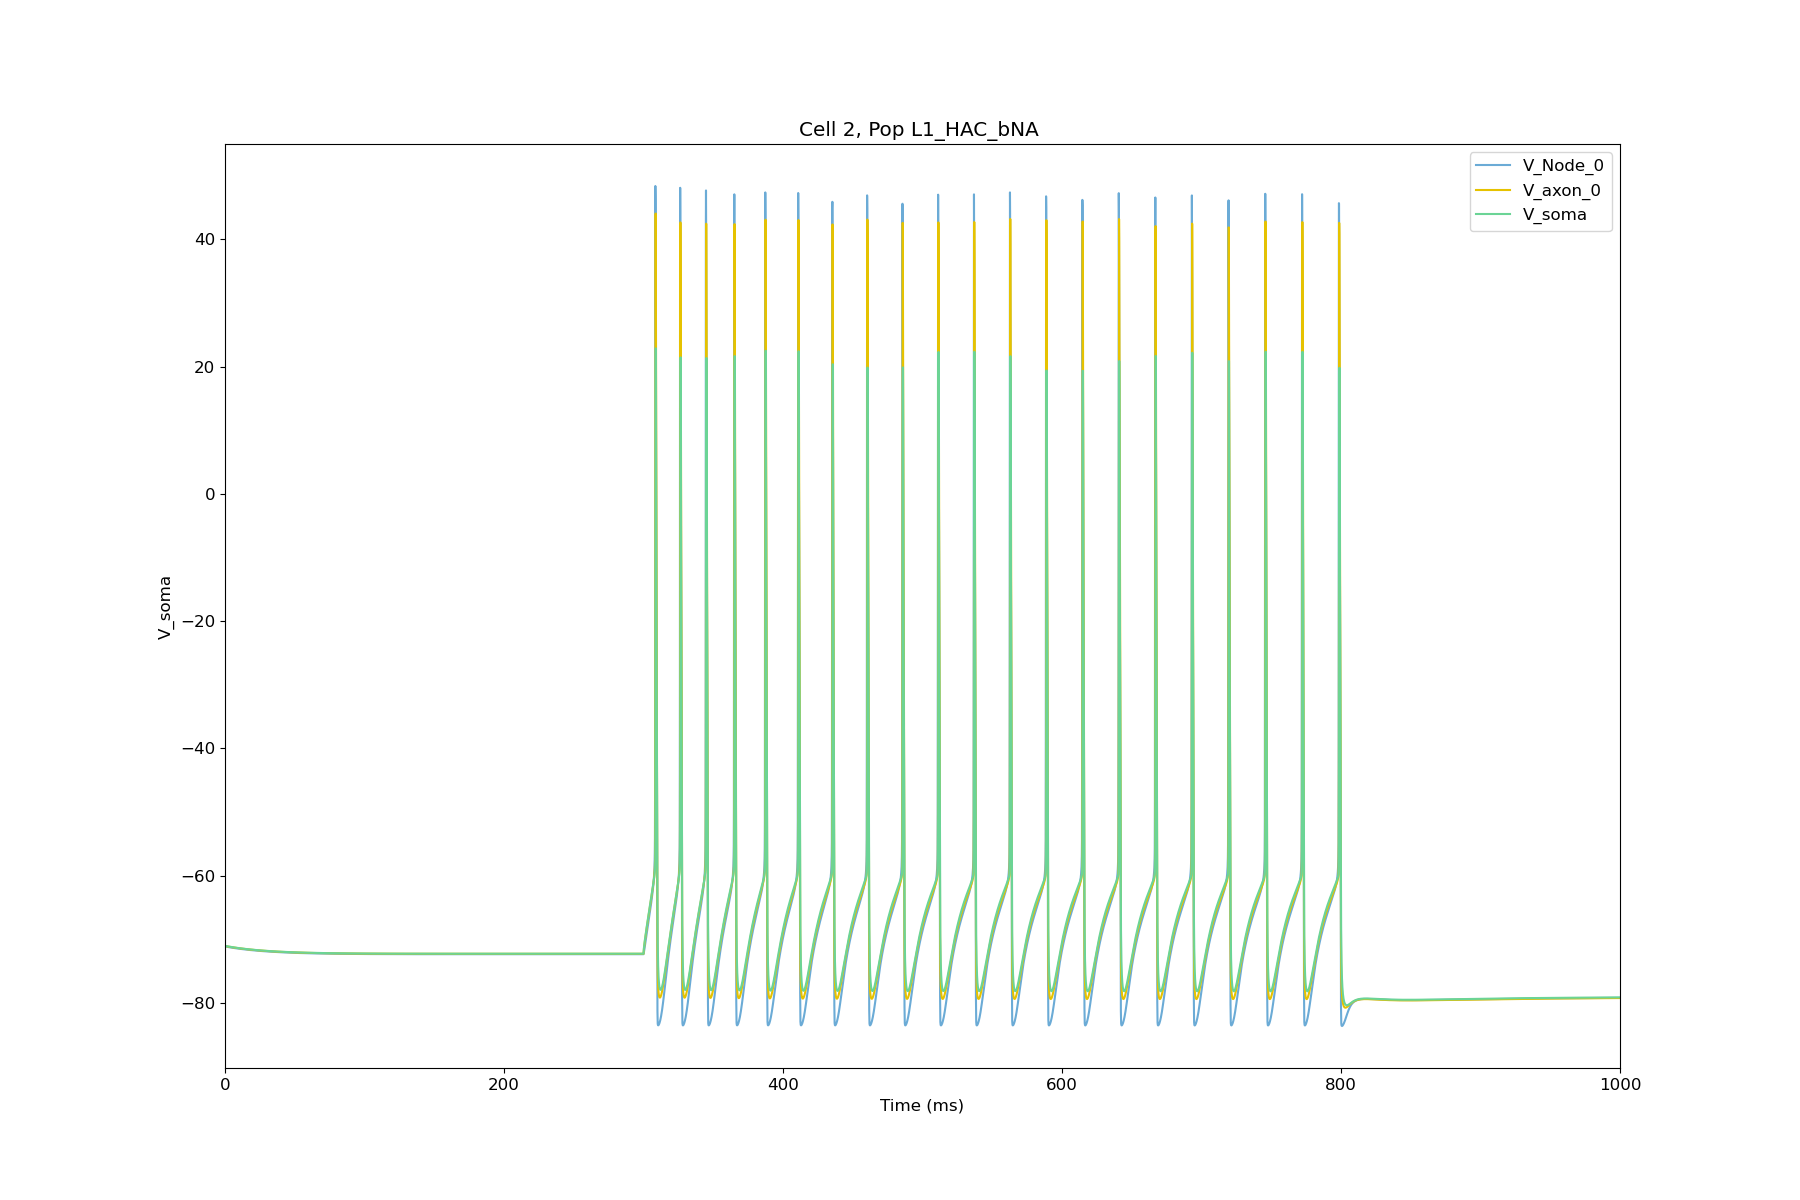 Cell 2, Pop L1_HAC_bNA
V_Node_0
V_axon_0
V_soma
40
20
0
−20
−40
−60
−80
V_soma
0 200 400 600 800 1000
Time (ms)